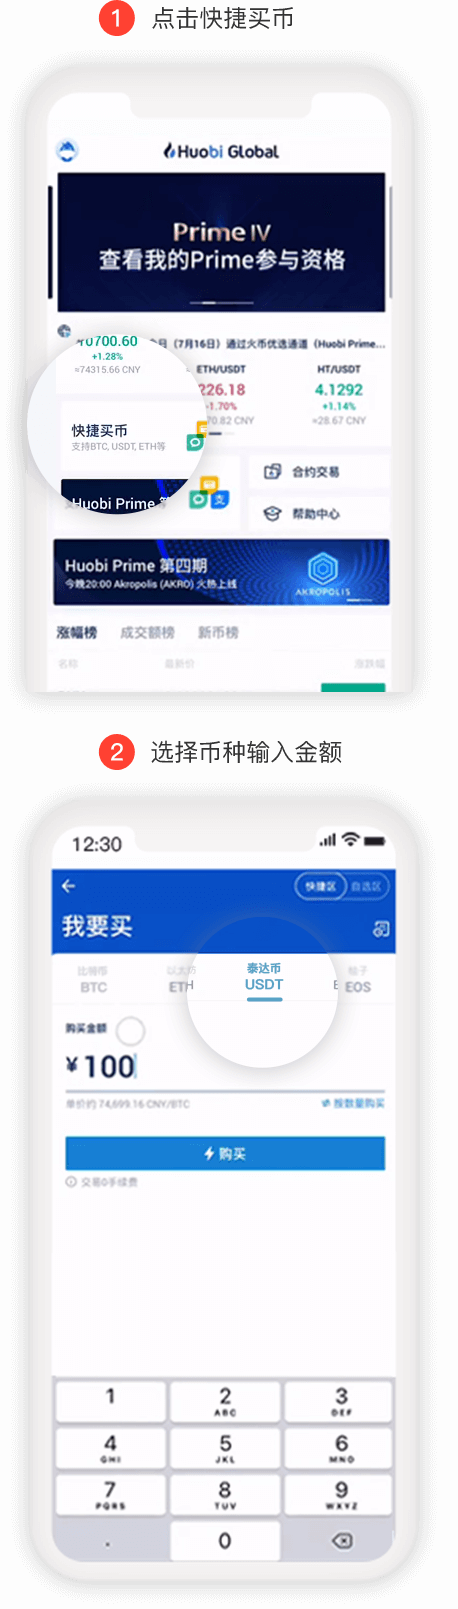 1 点击快捷买币
Huobi Global
Prime IV
查看我的Prime参与资格
日（7月16日）通过火币优选通道（Huobi Prime...
0700.60
+1.28%
≈74315.66 CNY
ETH/USDT
226.18
-1.70%
70.82 CNY
HT/USDT
4.1292
+1.14%
≈28.67 CNY
快捷买币
支持BTC, USDT, ETH等
合约交易
帮助中心
Huobi Prime 第
Huobi Prime 第四期
今晚20:00 Akropolis (AKRO) 火热上线
AKROPOLIS
涨幅榜 成交额榜 新币榜
名称 最新价 涨跌幅
2 选择币种输入金额
12:30
快捷区 自选区
我要买
比特币 以太坊 泰达币 柚子
BTC ETH USDT E EOS
购买金额
¥ 100
单价约 74,699.16 CNY/BTC 按数量购买
购买
交易0手续费
1 2 3
ABC DEF
4 5 6
GHI JKL MNO
7 8 9
PQRS TUV WXYZ
. 0